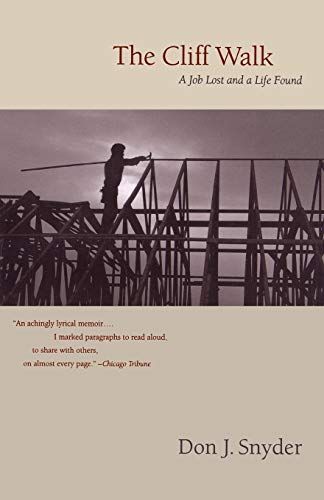 The Cliff Walk
A Job Lost and a Life Found
"An achingly lyrical memoir....
I marked paragraphs to read aloud,
to share with others,
on almost every page." –Chicago Tribune
Don J. Snyder